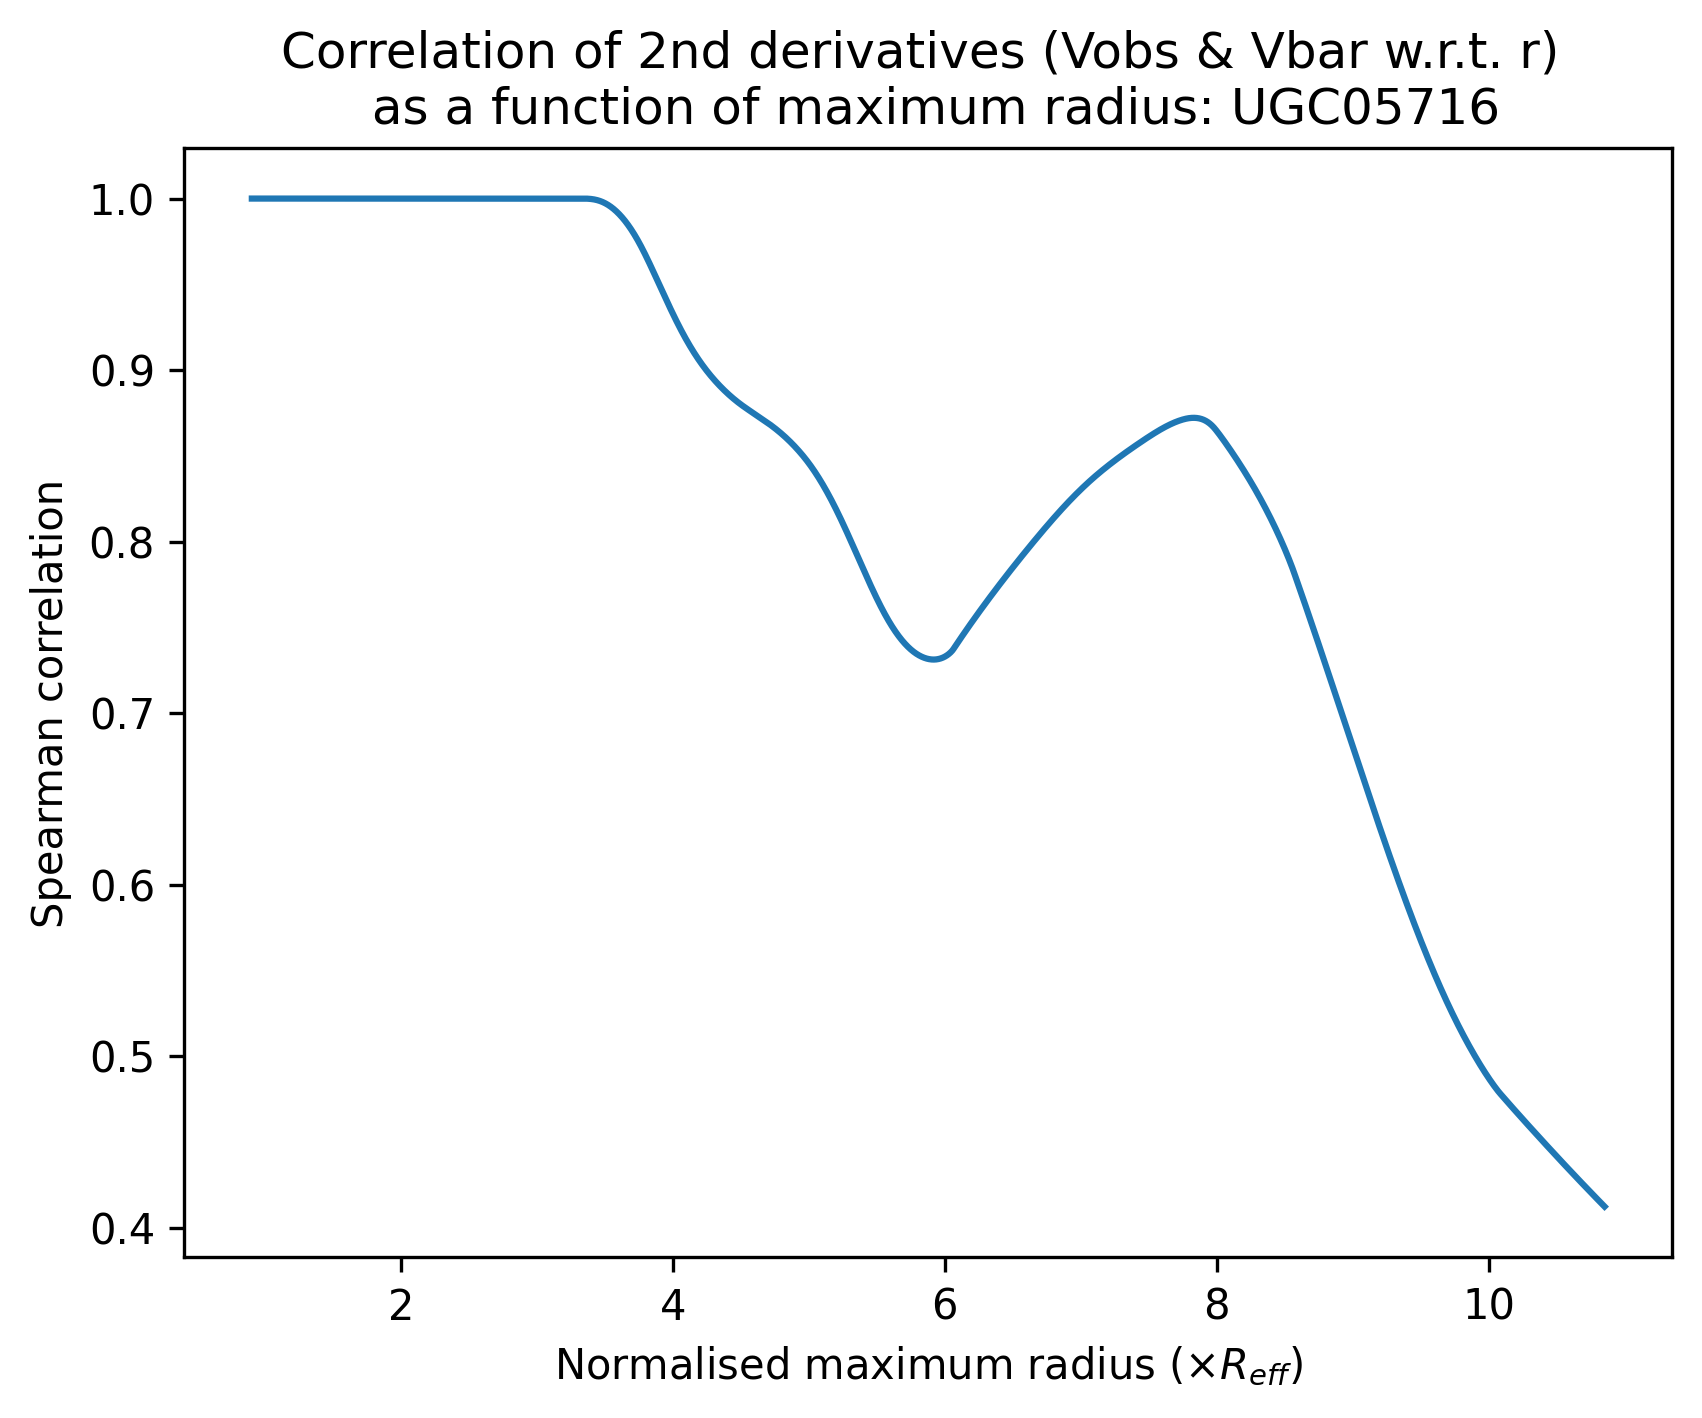 Correlation of 2nd derivatives (Vobs & Vbar w.r.t. r)
as a function of maximum radius: UGC05716
1.0
0.9
0.8
0.7
0.6
0.5
0.4
Spearman correlation
2 4 6 8 10
Normalised maximum radius (×R_eff)